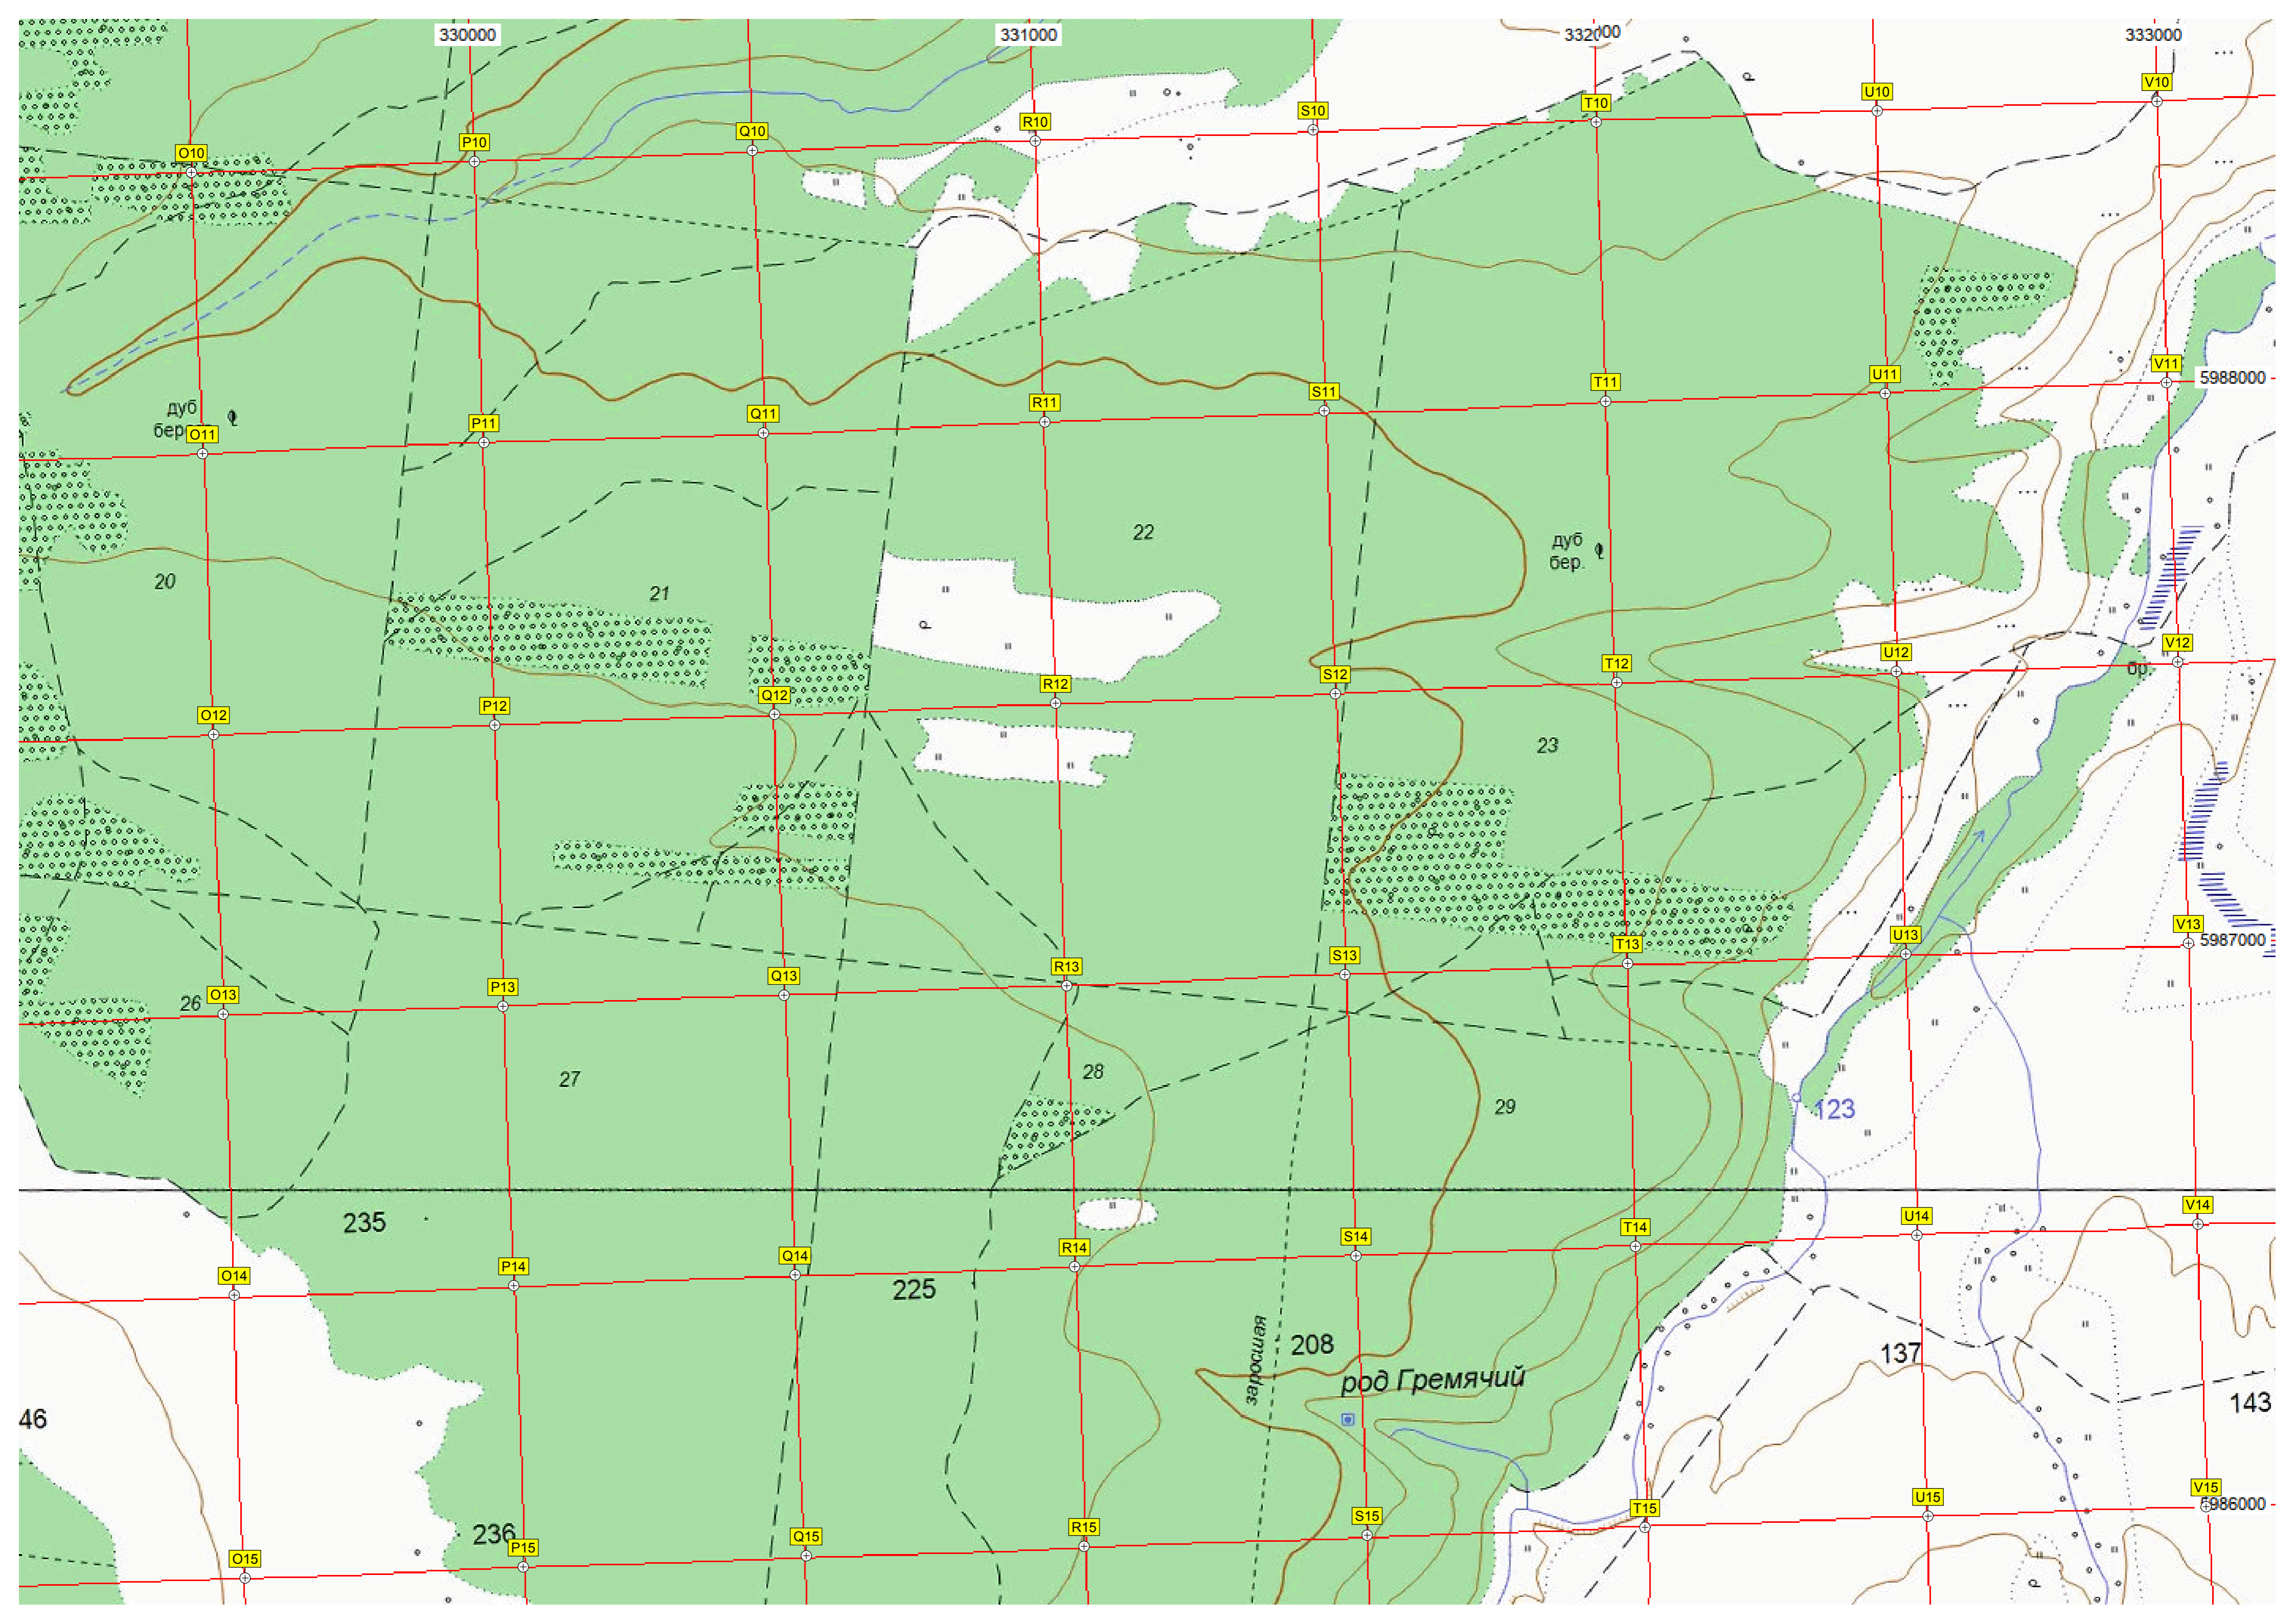 330000 331000 332000 333000
O10 P10 Q10 R10 S10 T10 U10 V10
5988000
дуб
O11 P11 Q11 R11 S11 T11 U11 V11
22
дуб
бер.
20 21
O12 P12 Q12 R12 S12 T12 U12 V12
бр.
23
5987000
O13 P13 Q13 R13 S13 T13 U13 V13
26
27 28 29
123
235
O14 P14 Q14 R14 S14 T14 U14 V14
225
заросшая
208
137
род Гремячий
143
46
5986000
236
O15 P15 Q15 R15 S15 T15 U15 V15